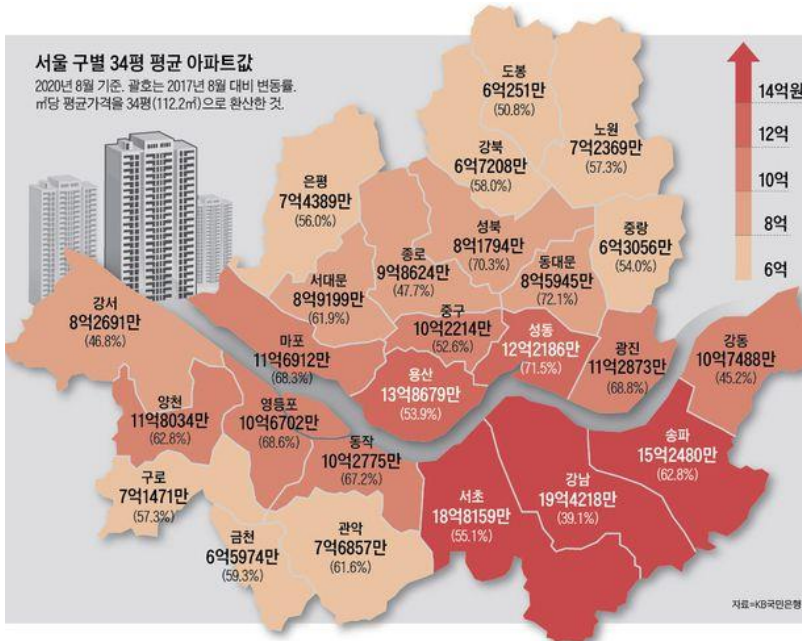 서울 구별 34평 평균 아파트값
2020년 8월 기준. 괄호는 2017년 8월 대비 변동률.
㎡당 평균가격을 34평(112.2㎡)으로 환산한 것.
14억원
12억
10억
8억
6억
도봉
6억251만
(50.8%)
노원
7억2369만
(57.3%)
강북
6억7208만
(58.0%)
은평
7억4389만
(56.0%)
성북
8억1794만
(70.3%)
중랑
6억3056만
(54.0%)
종로
9억8624만
(47.7%)
동대문
8억5945만
(72.1%)
서대문
8억9199만
(61.9%)
강서
8억2691만
(46.8%)
중구
10억2214만
(52.6%)
마포
11억6912만
(68.3%)
성동
12억2186만
(71.5%)
광진
11억2873만
(68.8%)
강동
10억7488만
(45.2%)
용산
13억8679만
(53.9%)
양천
11억8034만
(62.8%)
영등포
10억6702만
(68.6%)
동작
10억2775만
(67.2%)
송파
15억2480만
(62.8%)
구로
7억1471만
(57.3%)
서초
18억8159만
(55.1%)
강남
19억4218만
(39.1%)
금천
6억5974만
(59.3%)
관악
7억6857만
(61.6%)
자료=KB국민은행